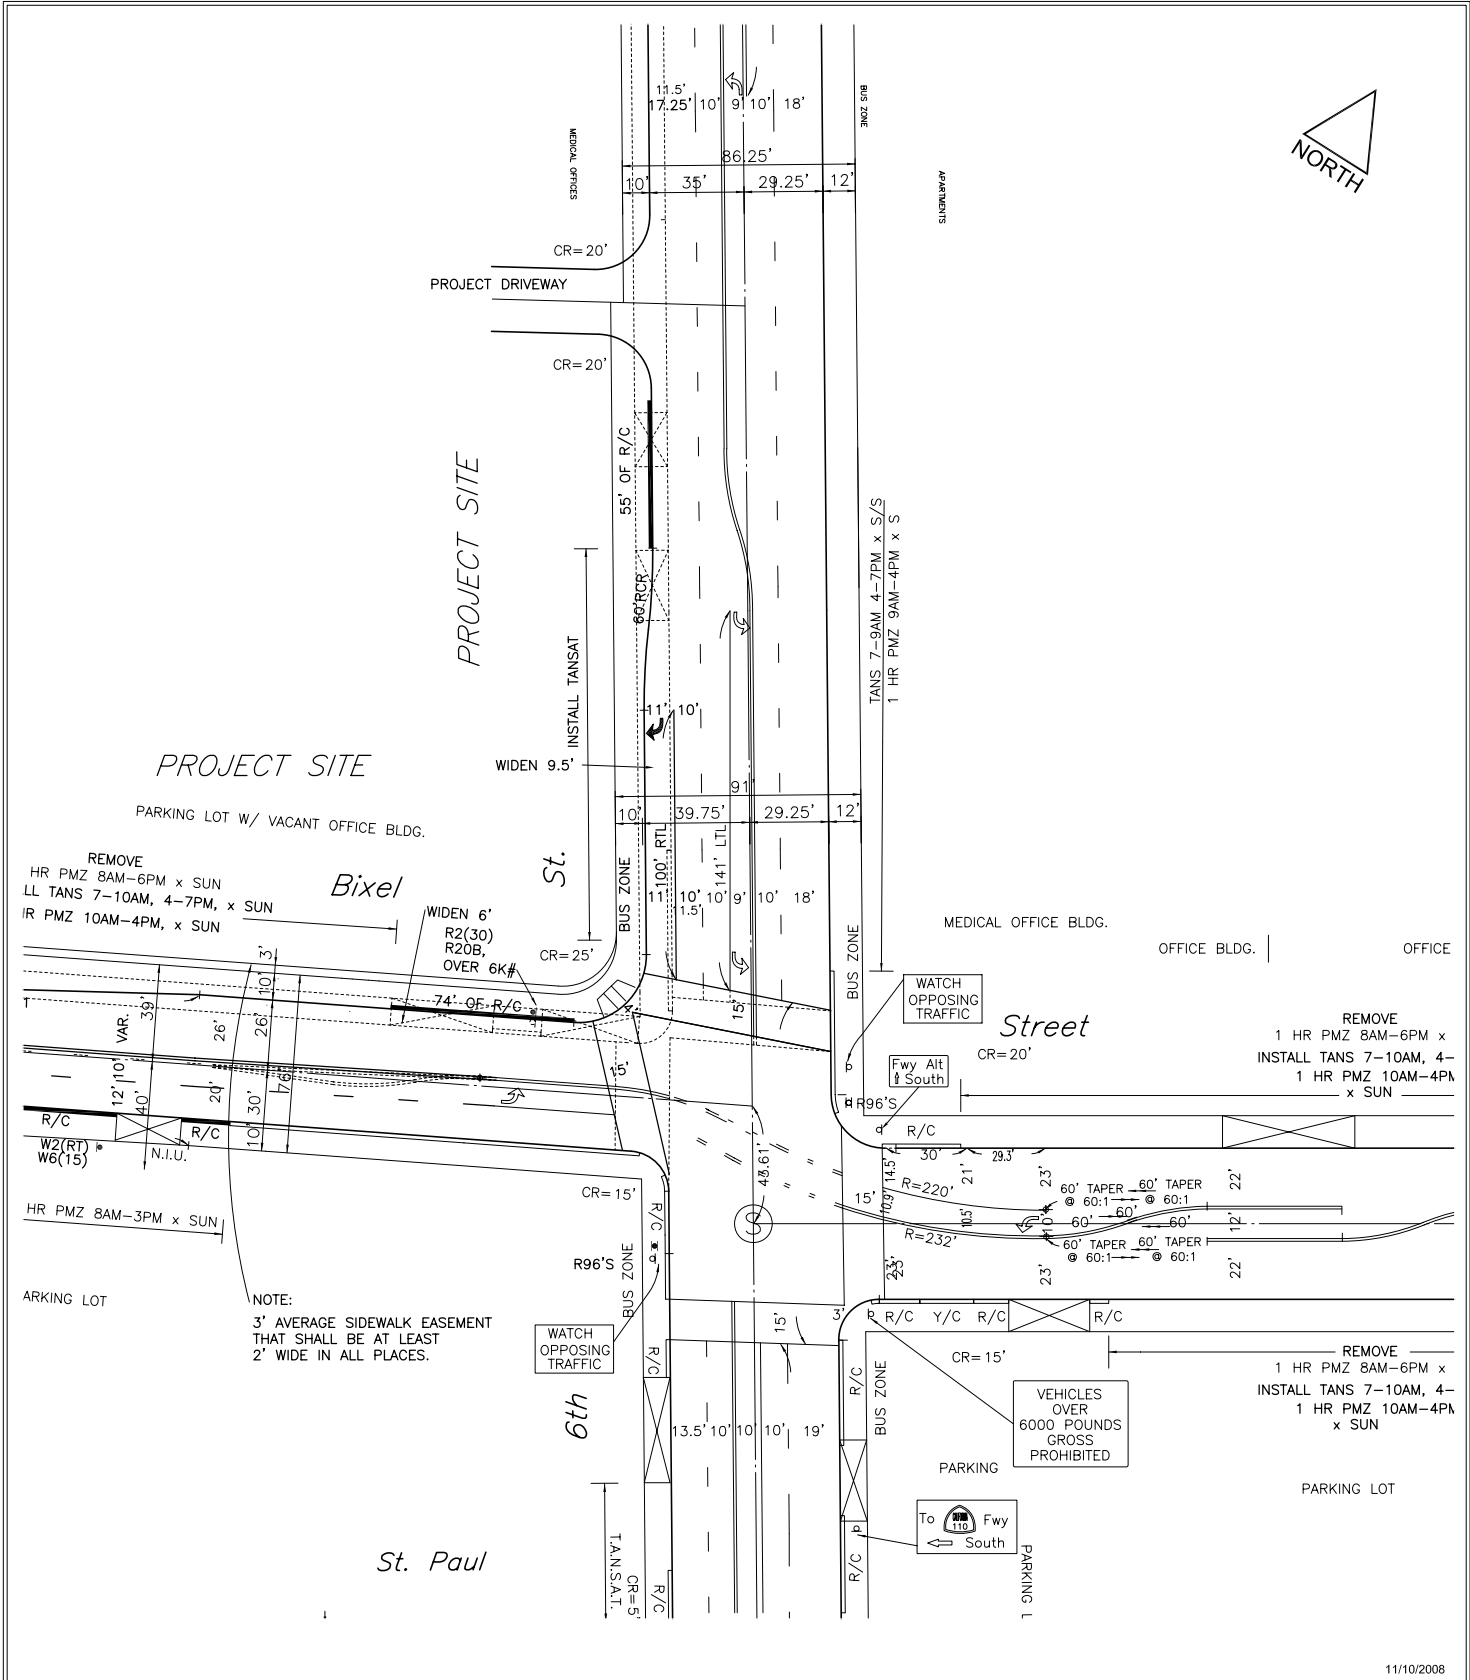 11.5'
17.25' 10' 9' 10' 18'
BUS ZONE
NORTH
MEDICAL OFFICES
86.25'
10' 35' 29.25' 12'
APARTMENTS
CR=20'
PROJECT DRIVEWAY
CR=20'
55' OF R/C
PROJECT SITE
TANS 7-9AM 4-7PM x S/S
1 HR PMZ 9AM-4PM x S
60'RCR
INSTALL TANSAT
11' 10'
PROJECT SITE
WIDEN 9.5'
91'
10' 39.75' 29.25' 12'
PARKING LOT W/ VACANT OFFICE BLDG.
100' RTL
141' LTL
REMOVE
HR PMZ 8AM-6PM x SUN
LL TANS 7-10AM, 4-7PM, x SUN
IR PMZ 10AM-4PM, x SUN
Bixel
St.
BUS ZONE
11' 10' 10' 9' 10' 18'
11.5'
WIDEN 6'
R2(30)
R20B,
OVER 6K#
CR=25'
MEDICAL OFFICE BLDG.
OFFICE BLDG.
OFFICE
BUS ZONE
WATCH
OPPOSING
TRAFFIC
74' OF R/C
3'
10'
39'
VAR.
26'
26'
76'
15'
Street
CR=20'
REMOVE
1 HR PMZ 8AM-6PM x
INSTALL TANS 7-10AM, 4-
1 HR PMZ 10AM-4PM
x SUN
Fwy Alt
South
R96'S
15'
12' 10'
40'
20'
10' 30'
R/C
R/C
W2(RT)
W6(15)
N.I.U.
R/C
30'
29.3'
14.5'
21'
23'
22'
43.61'
CR=15'
R/C
15'
10.9'
R=220'
10.5'
10'
12'
60' TAPER
@ 60:1
60' TAPER
@ 60:1
60'
60'
R=232'
60' TAPER
@ 60:1
60' TAPER
@ 60:1
HR PMZ 8AM-3PM x SUN
S
R96'S
BUS ZONE
23'
23'
23'
22'
ARKING LOT
NOTE:
3' AVERAGE SIDEWALK EASEMENT
THAT SHALL BE AT LEAST
2' WIDE IN ALL PLACES.
WATCH
OPPOSING
TRAFFIC
15'
3'
R/C Y/C R/C R/C
R/C
CR=15'
REMOVE
1 HR PMZ 8AM-6PM x
INSTALL TANS 7-10AM, 4-
1 HR PMZ 10AM-4PM
x SUN
R/C
BUS ZONE
VEHICLES
OVER
6000 POUNDS
GROSS
PROHIBITED
6th
13.5' 10' 10' 10' 19'
PARKING
PARKING LOT
To 110 Fwy
South
St. Paul
T.A.N.S.A.T.
CR=5'
R/C
R/C
PARKING L
11/10/2008